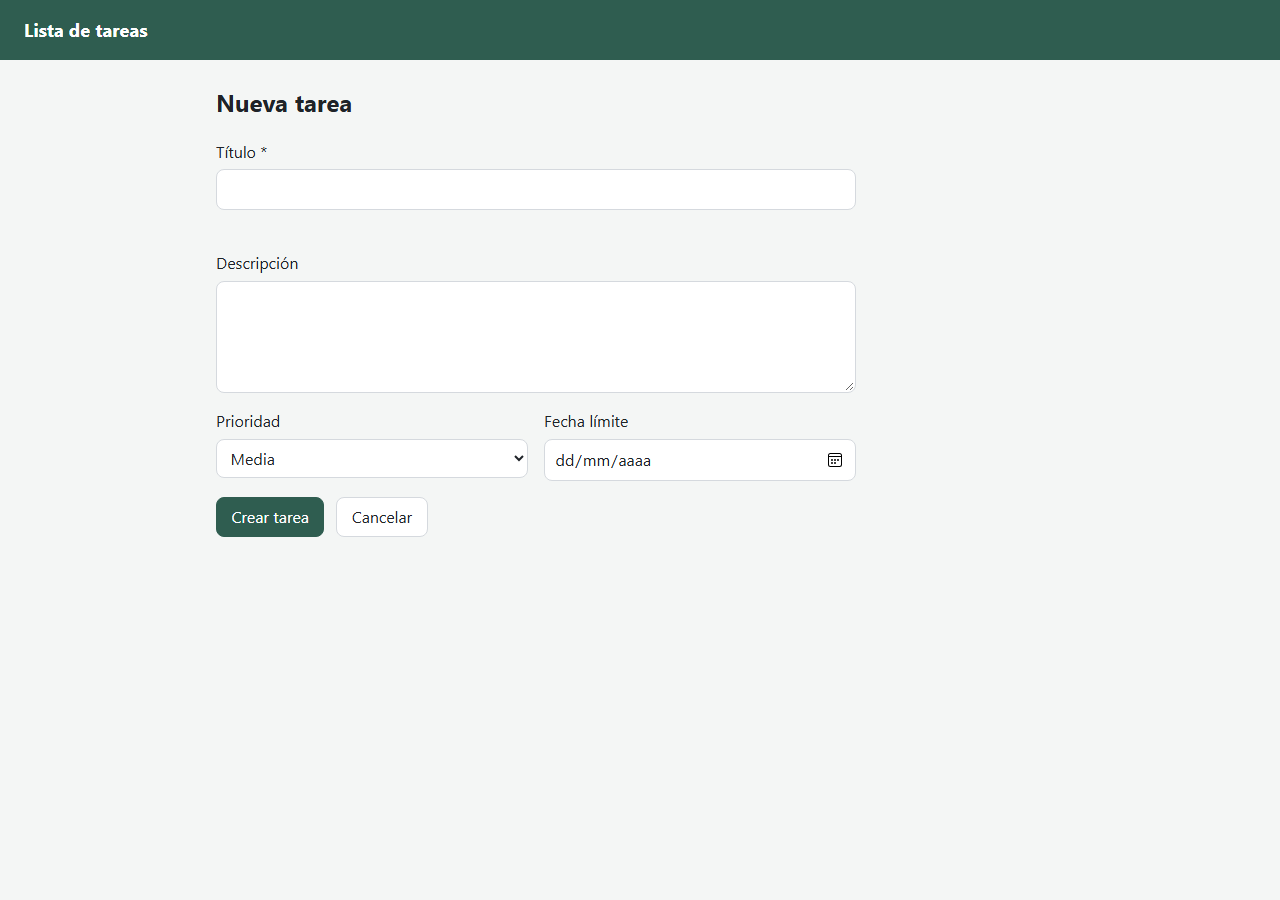 Lista de tareas
Nueva tarea
Título *
Descripción
Prioridad
Fecha límite
Media
dd/mm/aaaa
Crear tarea
Cancelar